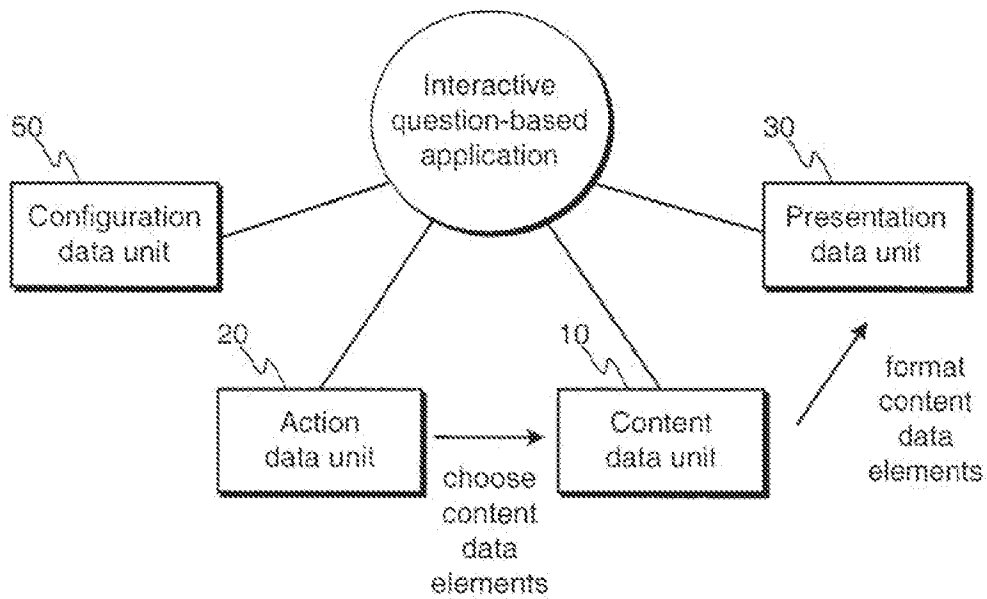 Interactive
question-based
application
50
Configuration
data unit
30
Presentation
data unit
20
Action
data unit
10
Content
data unit
choose
content
data
elements
format
content
data
elements